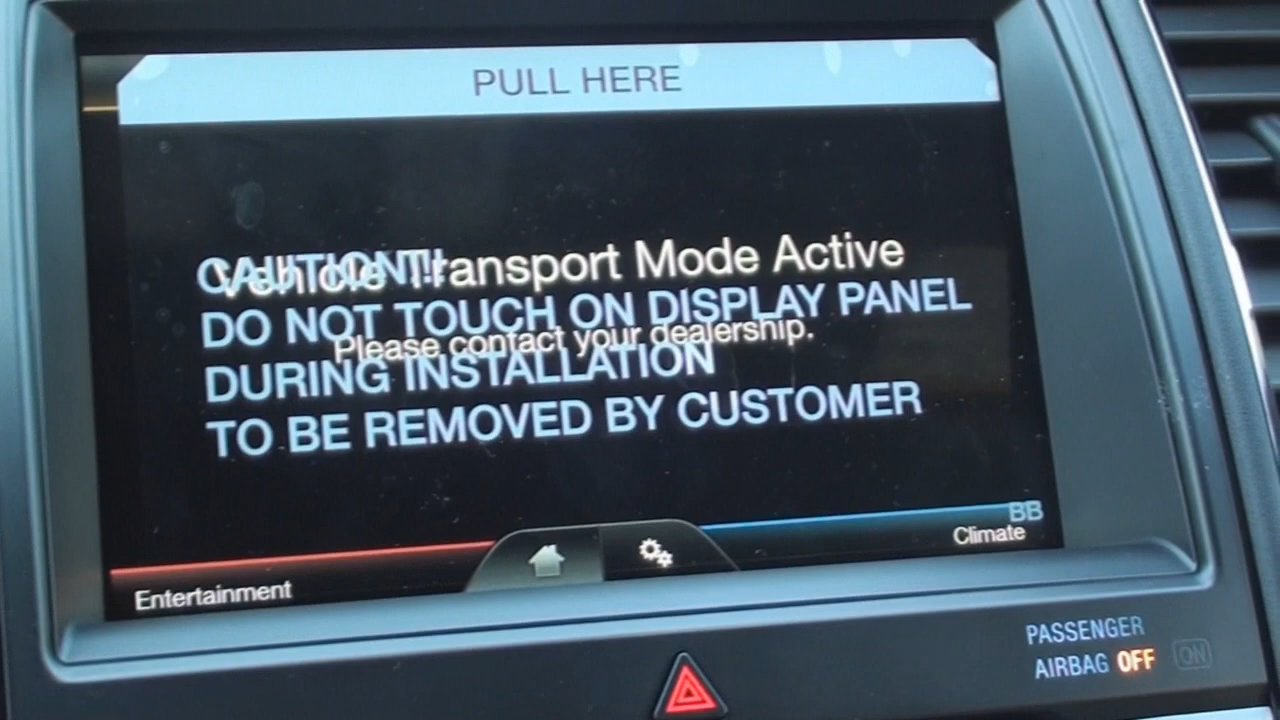 PULL HERE
CAUTION!!
Vehicle Transport Mode Active
DO NOT TOUCH ON DISPLAY PANEL
Please contact your dealership.
DURING INSTALLATION
TO BE REMOVED BY CUSTOMER
BB
Climate
Entertainment
PASSENGER
AIRBAG OFF ON